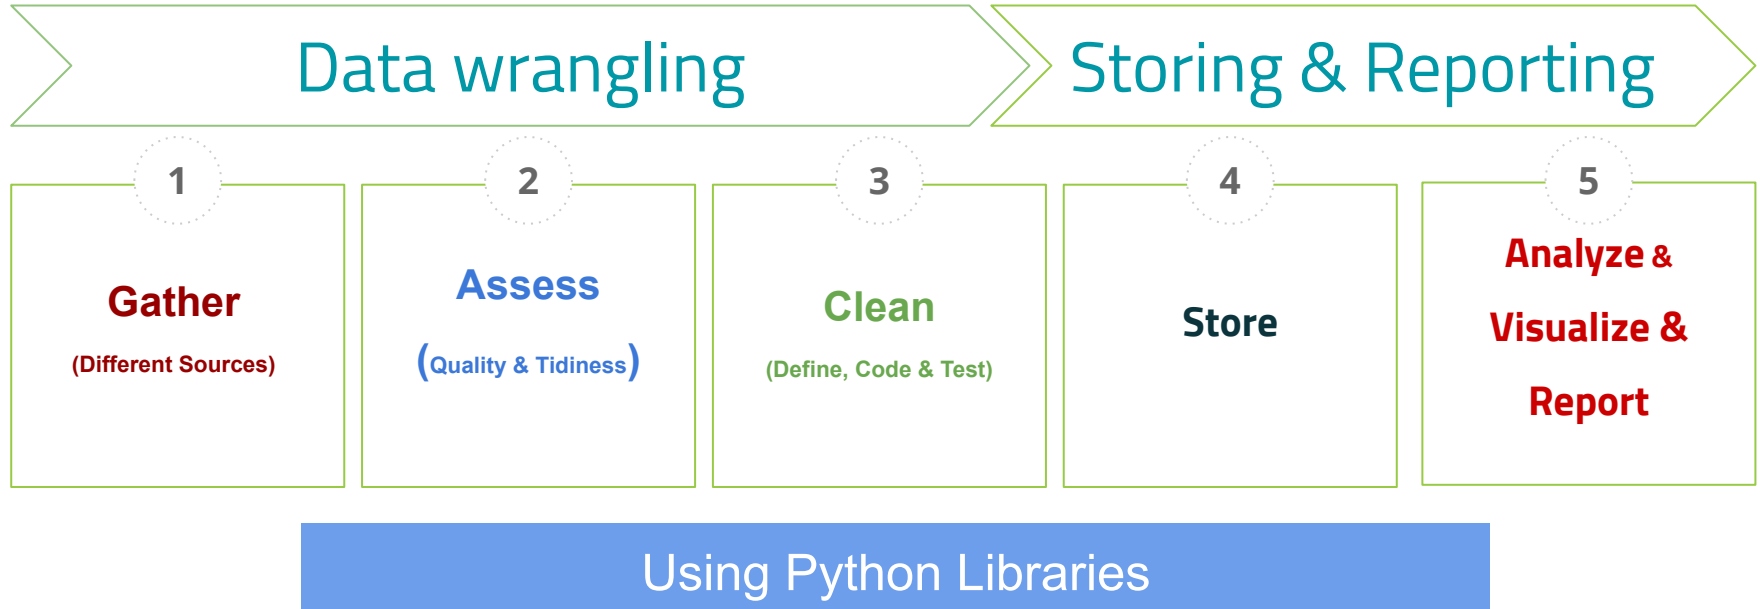 Data wrangling
Storing & Reporting
1
Gather
(Different Sources)
2
Assess
(Quality & Tidiness)
3
Clean
(Define, Code & Test)
4
Store
5
Analyze &
Visualize &
Report
Using Python Libraries